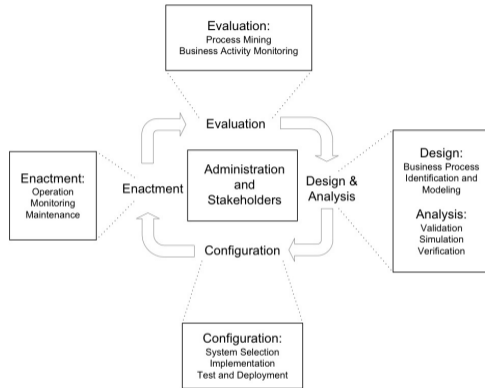 Evaluation:
Process Mining
Business Activity Monitoring
Evaluation
Enactment:
Operation
Monitoring
Maintenance
Enactment
Administration
and
Stakeholders
Design &
Analysis
Design:
Business Process
Identification and
Modeling
Analysis:
Validation
Simulation
Verification
Configuration
Configuration:
System Selection
Implementation
Test and Deployment